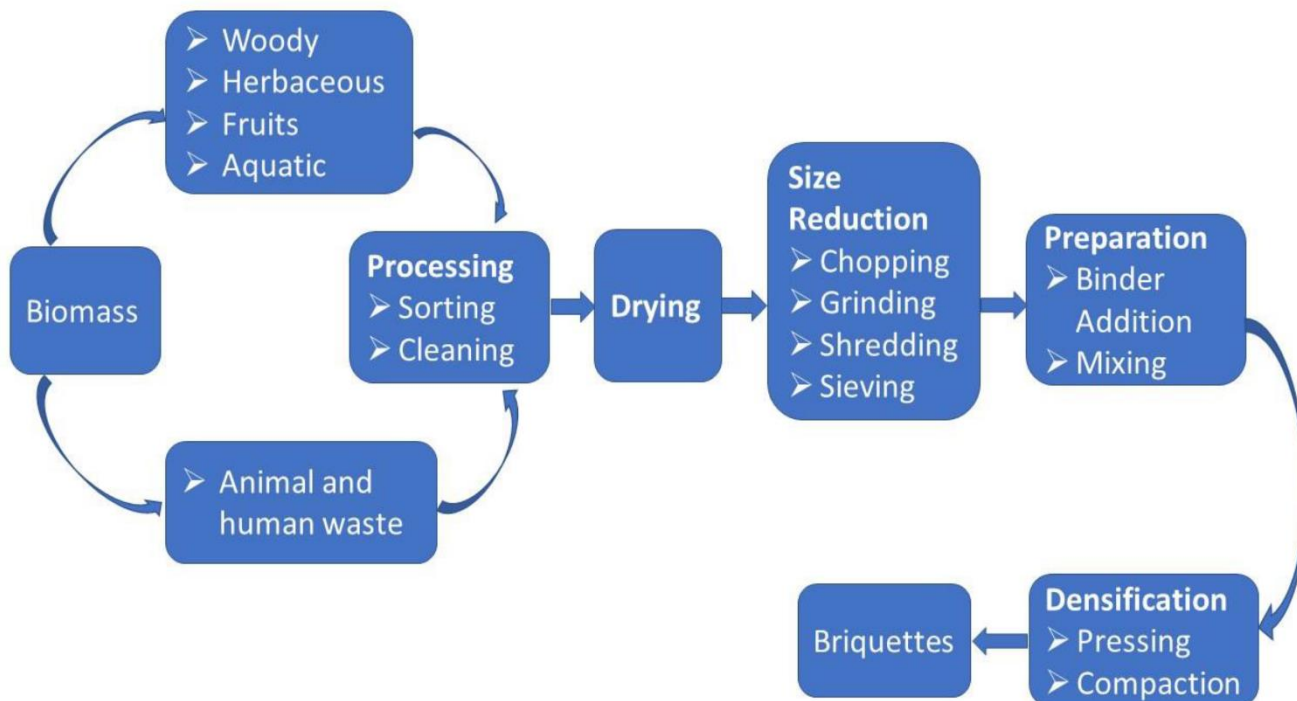 Biomass
➢ Woody
➢ Herbaceous
➢ Fruits
➢ Aquatic
➢ Animal and
human waste
Processing
➢ Sorting
➢ Cleaning
Drying
Size
Reduction
➢ Chopping
➢ Grinding
➢ Shredding
➢ Sieving
Preparation
➢ Binder
Addition
➢ Mixing
Densification
➢ Pressing
➢ Compaction
Briquettes